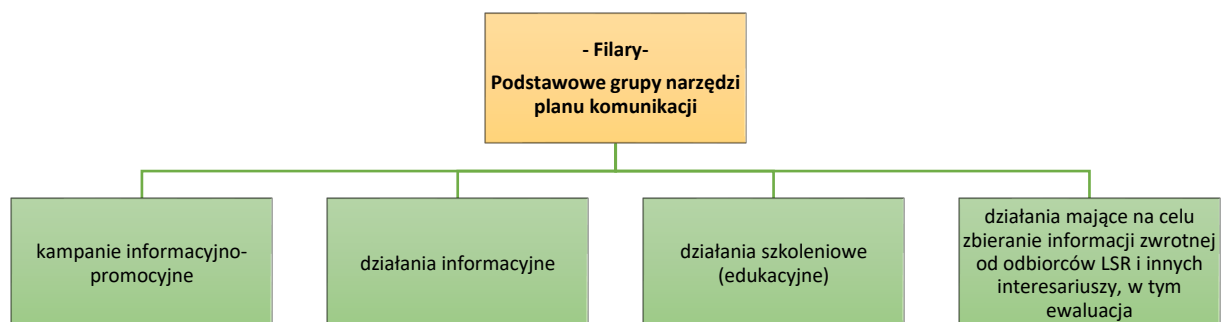 - Filary-
Podstawowe grupy narzędzi
planu komunikacji
kampanie informacyjno-
promocyjne
działania informacyjne
działania szkoleniowe
(edukacyjne)
działania mające na celu
zbieranie informacji zwrotnej
od odbiorców LSR i innych
interesariuszy, w tym
ewaluacja